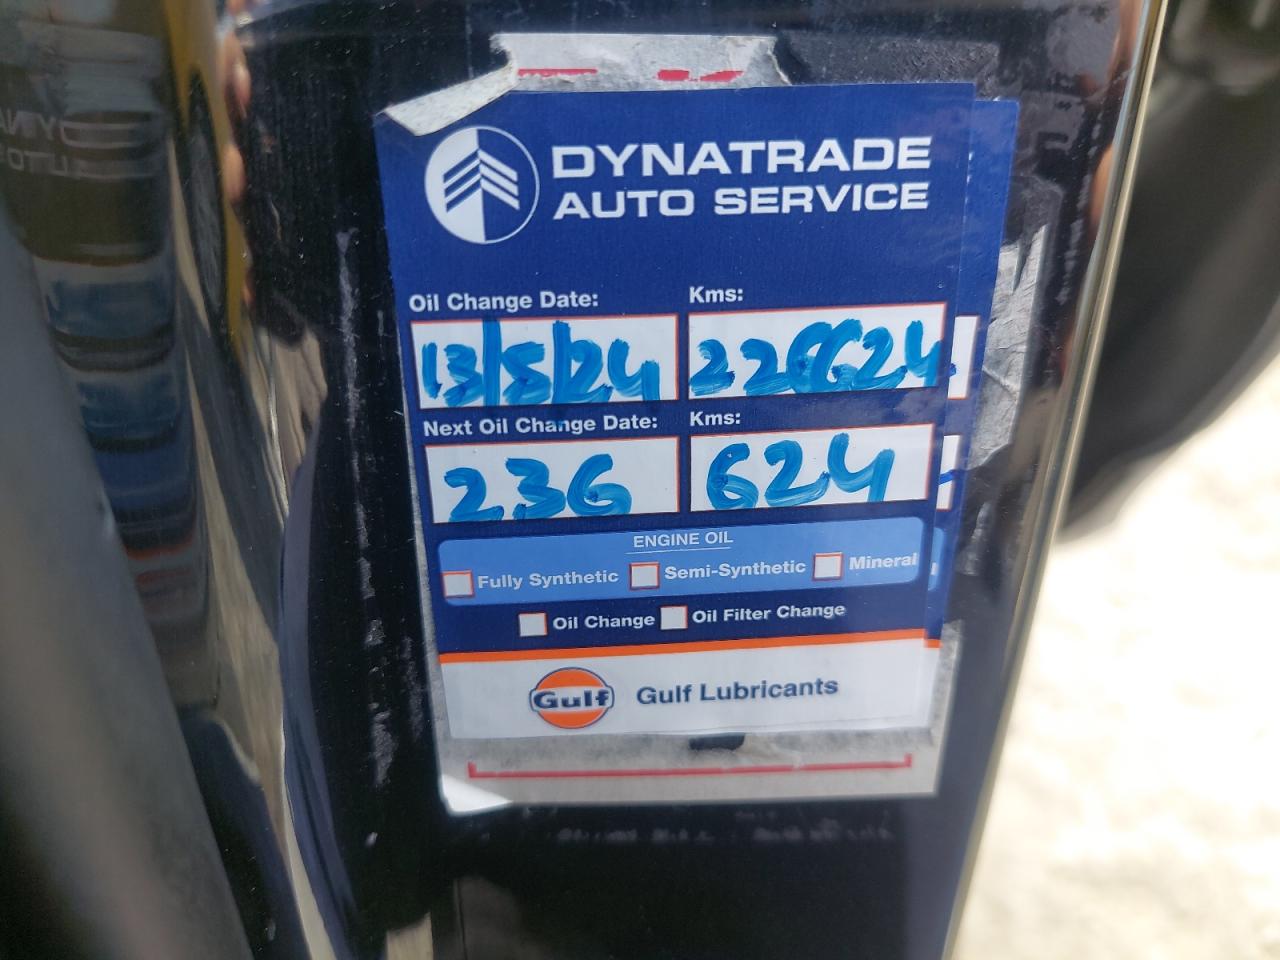 DYNATRADE
AUTO SERVICE
Oil Change Date: Kms:
13/5/24 226624
Next Oil Change Date: Kms:
236 624
ENGINE OIL
Fully Synthetic Semi-Synthetic Mineral
Oil Change Oil Filter Change
Gulf Gulf Lubricants